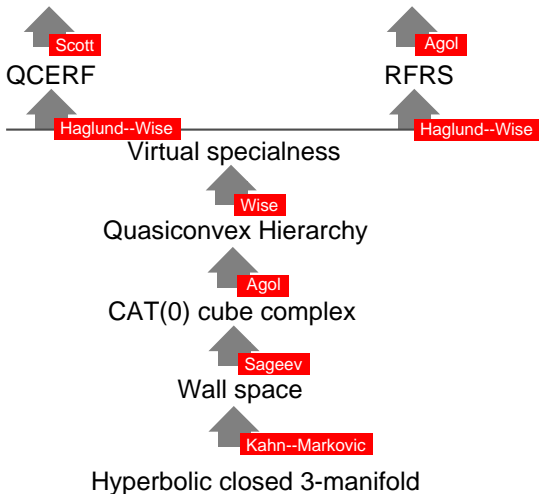 Scott
Agol
QCERF
RFRS
Haglund--Wise
Haglund--Wise
Virtual specialness
Wise
Quasiconvex Hierarchy
Agol
CAT(0) cube complex
Sageev
Wall space
Kahn--Markovic
Hyperbolic closed 3-manifold